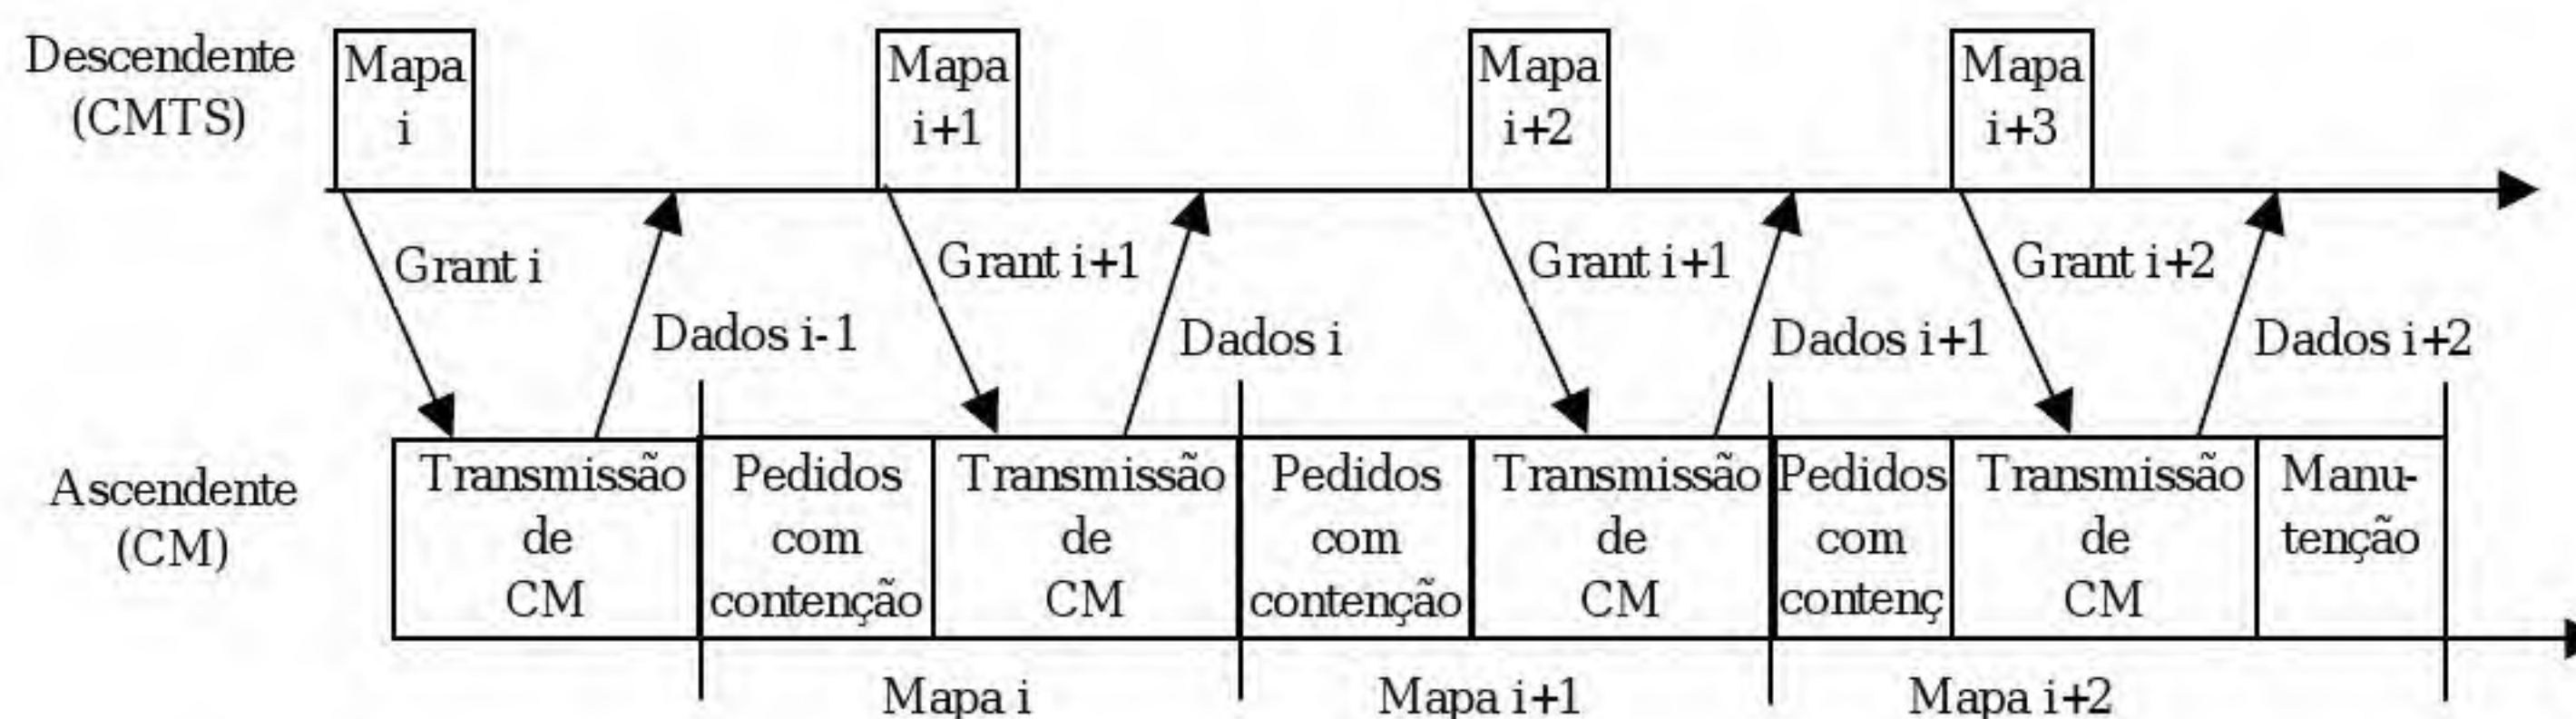 Descendente
(CMTS)
Mapa
i
Mapa
i+1
Mapa
i+2
Mapa
i+3
Grant i
Dados i-1
Grant i+1
Dados i
Grant i+1
Dados i+1
Grant i+2
Dados i+2
Ascendente
(CM)
Transmissão
de
CM
Pedidos
com
contenção
Transmissão
de
CM
Pedidos
com
contenção
Transmissão
de
CM
Pedidos
com
contenç
Transmissão
de
CM
Manu-
tenção
Mapa i
Mapa i+1
Mapa i+2